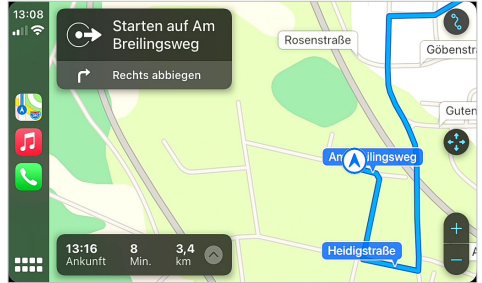 13:08
Starten auf Am
Breilingsweg
Rechts abbiegen
Rosenstraße
Göbenstr
Guten
Am Breilingsweg
Heidigstraße
13:16 8 3,4
Ankunft Min. km